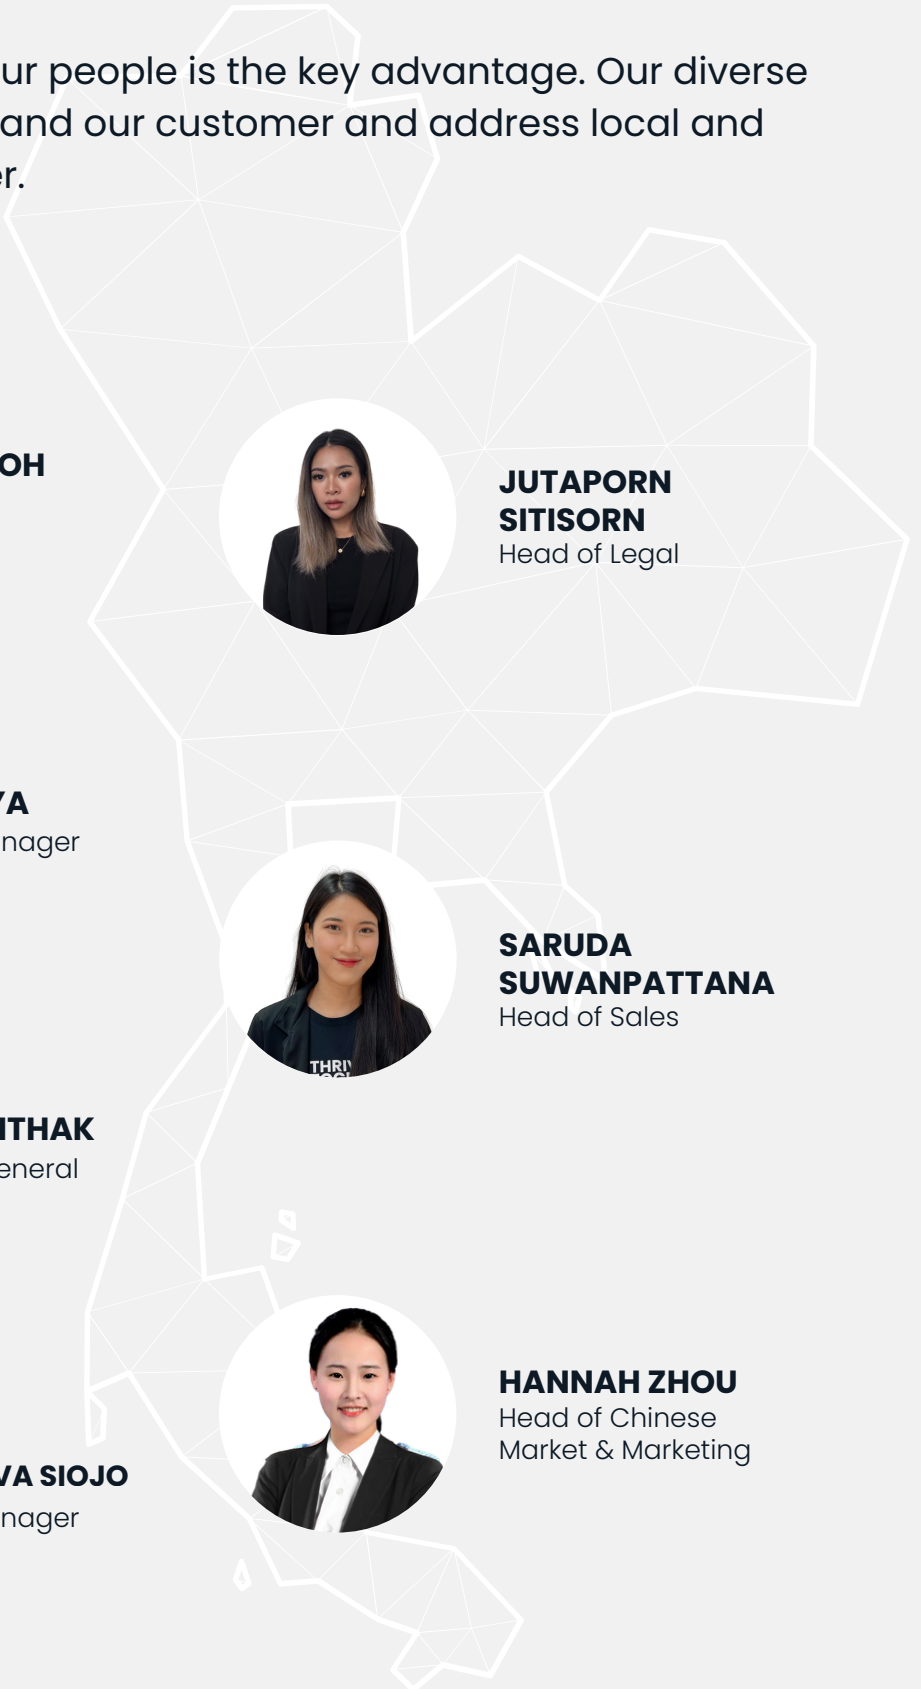 ur people is the key advantage. Our diverse
and our customer and address local and
er.
OH
JUTAPORN
SITISORN
Head of Legal
YA
nager
SARUDA
SUWANPATTANA
Head of Sales
THRIV
ITHAK
eneral
HANNAH ZHOU
Head of Chinese
Market & Marketing
VA SIOJO
nager